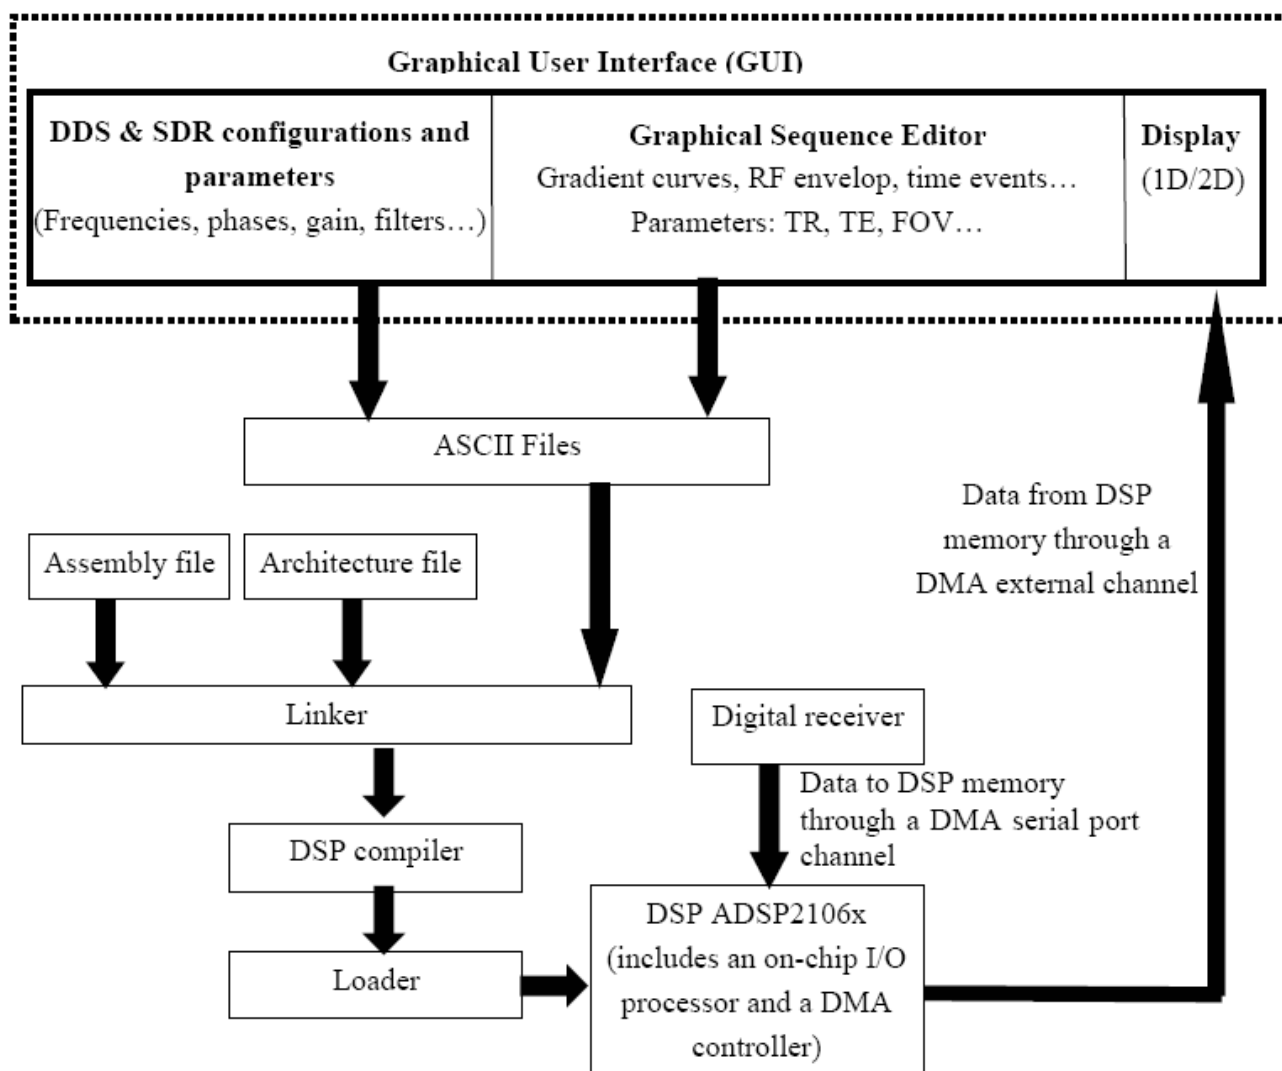 Graphical User Interface (GUI)
DDS & SDR configurations and
parameters
(Frequencies, phases, gain, filters…)
Graphical Sequence Editor
Gradient curves, RF envelop, time events…
Parameters: TR, TE, FOV…
Display
(1D/2D)
ASCII Files
Data from DSP
memory through a
DMA external channel
Assembly file
Architecture file
Linker
Digital receiver
Data to DSP memory
through a DMA serial port
channel
DSP compiler
Loader
DSP ADSP2106x
(includes an on-chip I/O
processor and a DMA
controller)